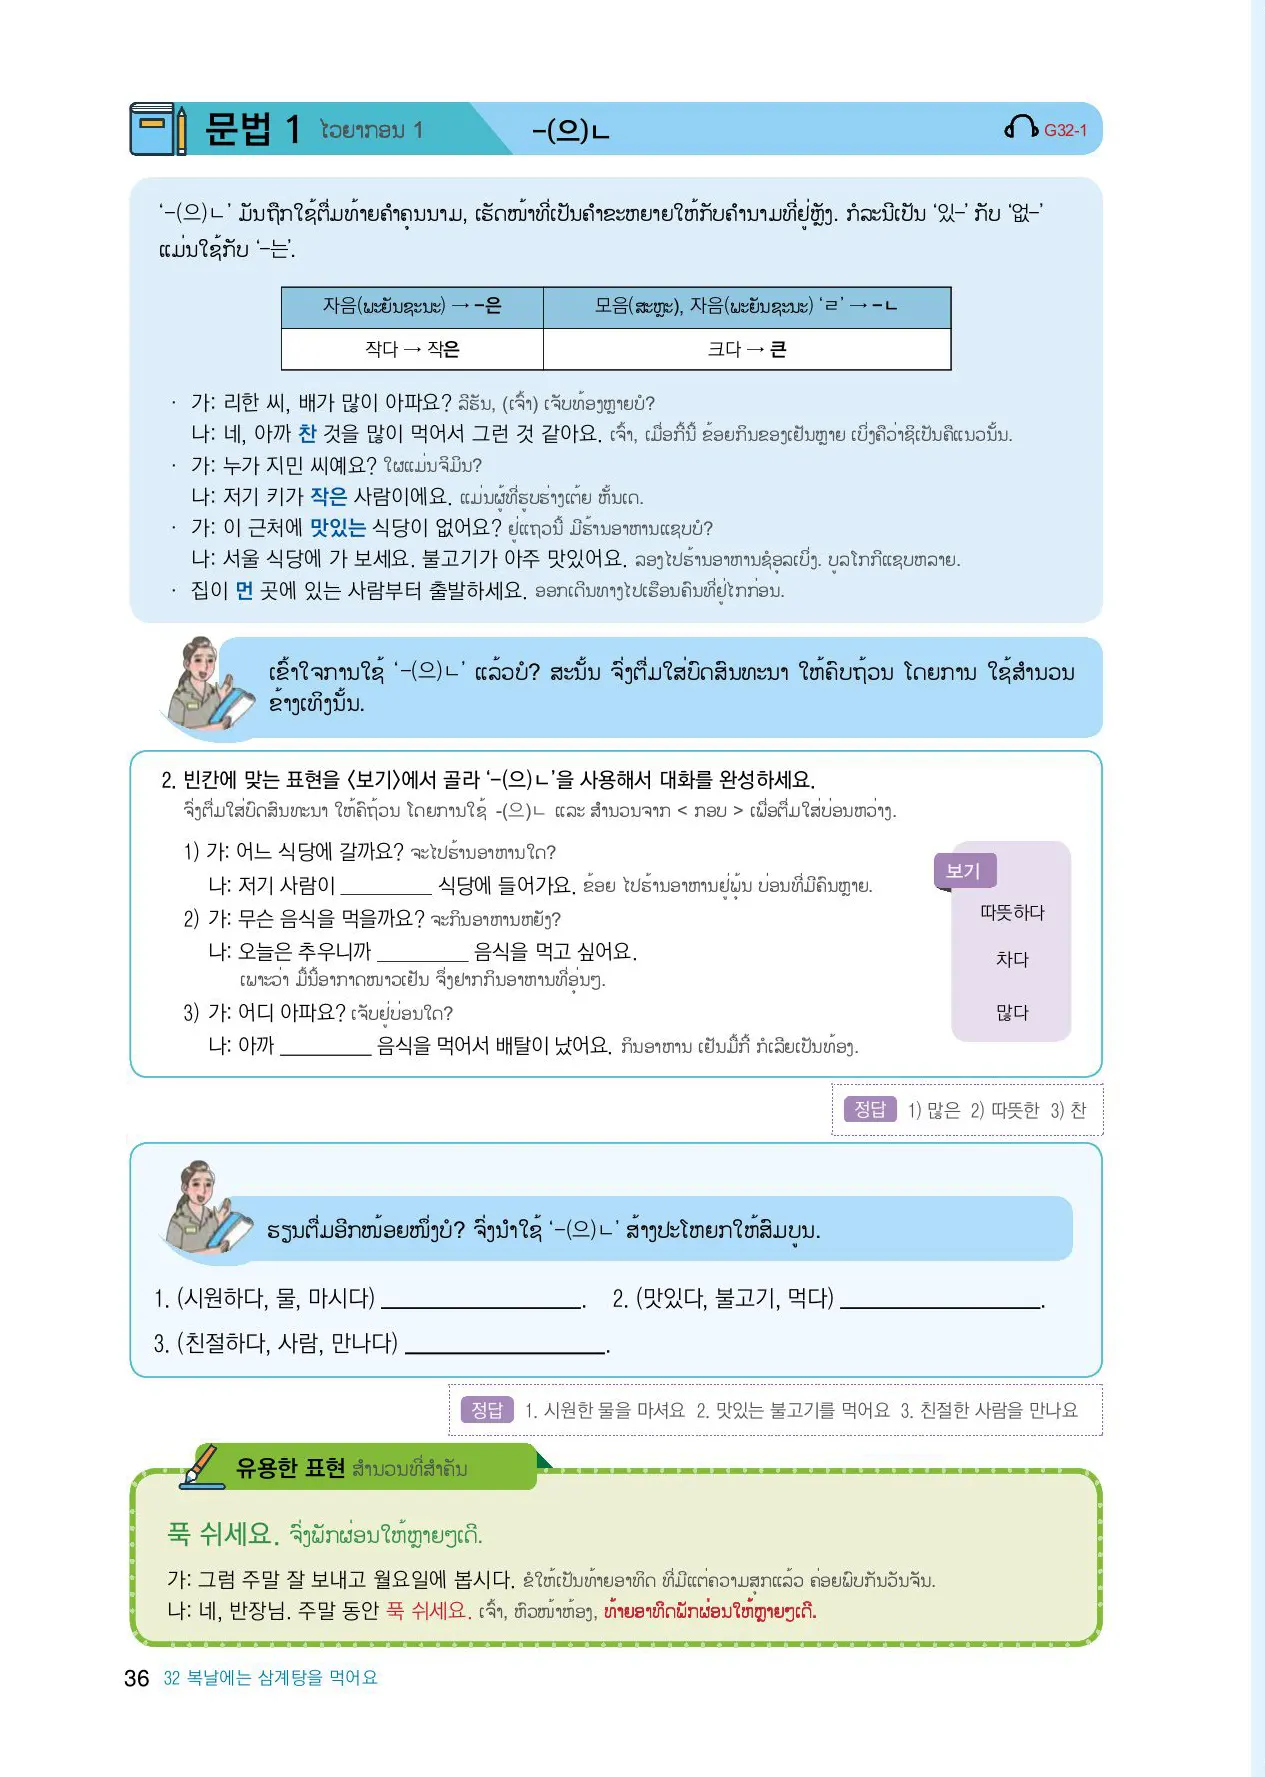 문법 1 ໄວຍາກອນ 1 -(으)ㄴ G32-1
‘-(으)ㄴ’ ມັນຖືກໃຊ້ຕື່ມທ້າຍຄຳຄຸນນາມ, ເຮັດໜ້າທີ່ເປັນຄຳຂະຫຍາຍໃຫ້ກັບຄຳນາມທີ່ຢູ່ຫຼັງ. ກໍລະນີເປັນ ‘있-’ ກັບ ‘없-’
ແມ່ນໃຊ້ກັບ ‘-는’.
자음(ພະຍັນຊະນະ) → -은 모음(ສະຫຼະ), 자음(ພະຍັນຊະນະ) ‘ㄹ’ → -ㄴ
작다 → 작은 크다 → 큰
· 가: 리한 씨, 배가 많이 아파요? ລີຮັນ, (ເຈົ້າ) ເຈັບທ້ອງຫຼາຍບໍ?
나: 네, 아까 찬 것을 많이 먹어서 그런 것 같아요. ເຈົ້າ, ເມື່ອກີ້ນີ້ ຂ້ອຍກິນຂອງເຢັນຫຼາຍ ເບິ່ງຄືວ່າຊິເປັນຄືແນວນັ້ນ.
· 가: 누가 지민 씨예요? ໃຜແມ່ນຈິມິນ?
나: 저기 키가 작은 사람이에요. ແມ່ນຜູ້ທີ່ຮູບຮ່າງເຕ້ຍ ຫັ້ນເດ.
· 가: 이 근처에 맛있는 식당이 없어요? ຢູ່ແຖວນີ້ ມີຮ້ານອາຫານແຊບບໍ?
나: 서울 식당에 가 보세요. 불고기가 아주 맛있어요. ລອງໄປຮ້ານອາຫານຊໍອຸລເບິ່ງ. ບູລໂກກີແຊບຫລາຍ.
· 집이 먼 곳에 있는 사람부터 출발하세요. ອອກເດີນທາງໄປເຮືອນຄົນທີ່ຢູ່ໄກກ່ອນ.
ເຂົ້າໃຈການໃຊ້ ‘-(으)ㄴ’ ແລ້ວບໍ? ສະນັ້ນ ຈົ່ງຕື່ມໃສ່ບົດສົນທະນາ ໃຫ້ຄົບຖ້ວນ ໂດຍການ ໃຊ້ສຳນວນ
ຂ້າງເທິງນັ້ນ.
2. 빈칸에 맞는 표현을 〈보기〉에서 골라 ‘-(으)ㄴ’을 사용해서 대화를 완성하세요.
ຈົ່ງຕື່ມໃສ່ບົດສົນທະນາ ໃຫ້ຄົຖ້ວນ ໂດຍການໃຊ້ -(으)ㄴ ແລະ ສຳນວນຈາກ < ກອບ > ເພື່ອຕື່ມໃສ່ບ່ອນຫວ່າງ.
1) 가: 어느 식당에 갈까요? ຈະໄປຮ້ານອາຫານໃດ?
나: 저기 사람이 _________ 식당에 들어가요. ຂ້ອຍ ໄປຮ້ານອາຫານຢູ່ພຸ້ນ ບ່ອນທີ່ມີຄົນຫຼາຍ.
2) 가: 무슨 음식을 먹을까요? ຈະກິນອາຫານຫຍັງ?
나: 오늘은 추우니까 _________ 음식을 먹고 싶어요.
ເພາະວ່າ ມື້ນີ້ອາກາດໜາວເຢັນ ຈຶ່ງຢາກກິນອາຫານທີ່ອຸ່ນໆ.
3) 가: 어디 아파요? ເຈັບຢູ່ບ່ອນໃດ?
나: 아까 _________ 음식을 먹어서 배탈이 났어요. ກິນອາຫານ ເຢັນມື້ກີ້ ກໍເລີຍເປັນທ້ອງ.
보기
따뜻하다
차다
많다
정답 1) 많은 2) 따뜻한 3) 찬
ຮຽນຕື່ມອີກໜ້ອຍໜຶ່ງບໍ? ຈົ່ງນຳໃຊ້ ‘-(으)ㄴ’ ສ້າງປະໂຫຍກໃຫ້ສົມບູນ.
1. (시원하다, 물, 마시다) _________________. 2. (맛있다, 불고기, 먹다) _________________.
3. (친절하다, 사람, 만나다) _________________.
정답 1. 시원한 물을 마셔요 2. 맛있는 불고기를 먹어요 3. 친절한 사람을 만나요
유용한 표현 ສຳນວນທີ່ສຳຄັນ
푹 쉬세요. ຈົ່ງພັກຜ່ອນໃຫ້ຫຼາຍໆເດີ.
가: 그럼 주말 잘 보내고 월요일에 봅시다. ຂໍໃຫ້ເປັນທ້າຍອາທິດ ທີ່ມີແຕ່ຄວາມສຸກແລ້ວ ຄ່ອຍພົບກັນວັນຈັນ.
나: 네, 반장님. 주말 동안 푹 쉬세요. ເຈົ້າ, ຫົວໜ້າຫ້ອງ, ທ້າຍອາທິດພັກຜ່ອນໃຫ້ຫຼາຍໆເດີ.
36 32 복날에는 삼계탕을 먹어요